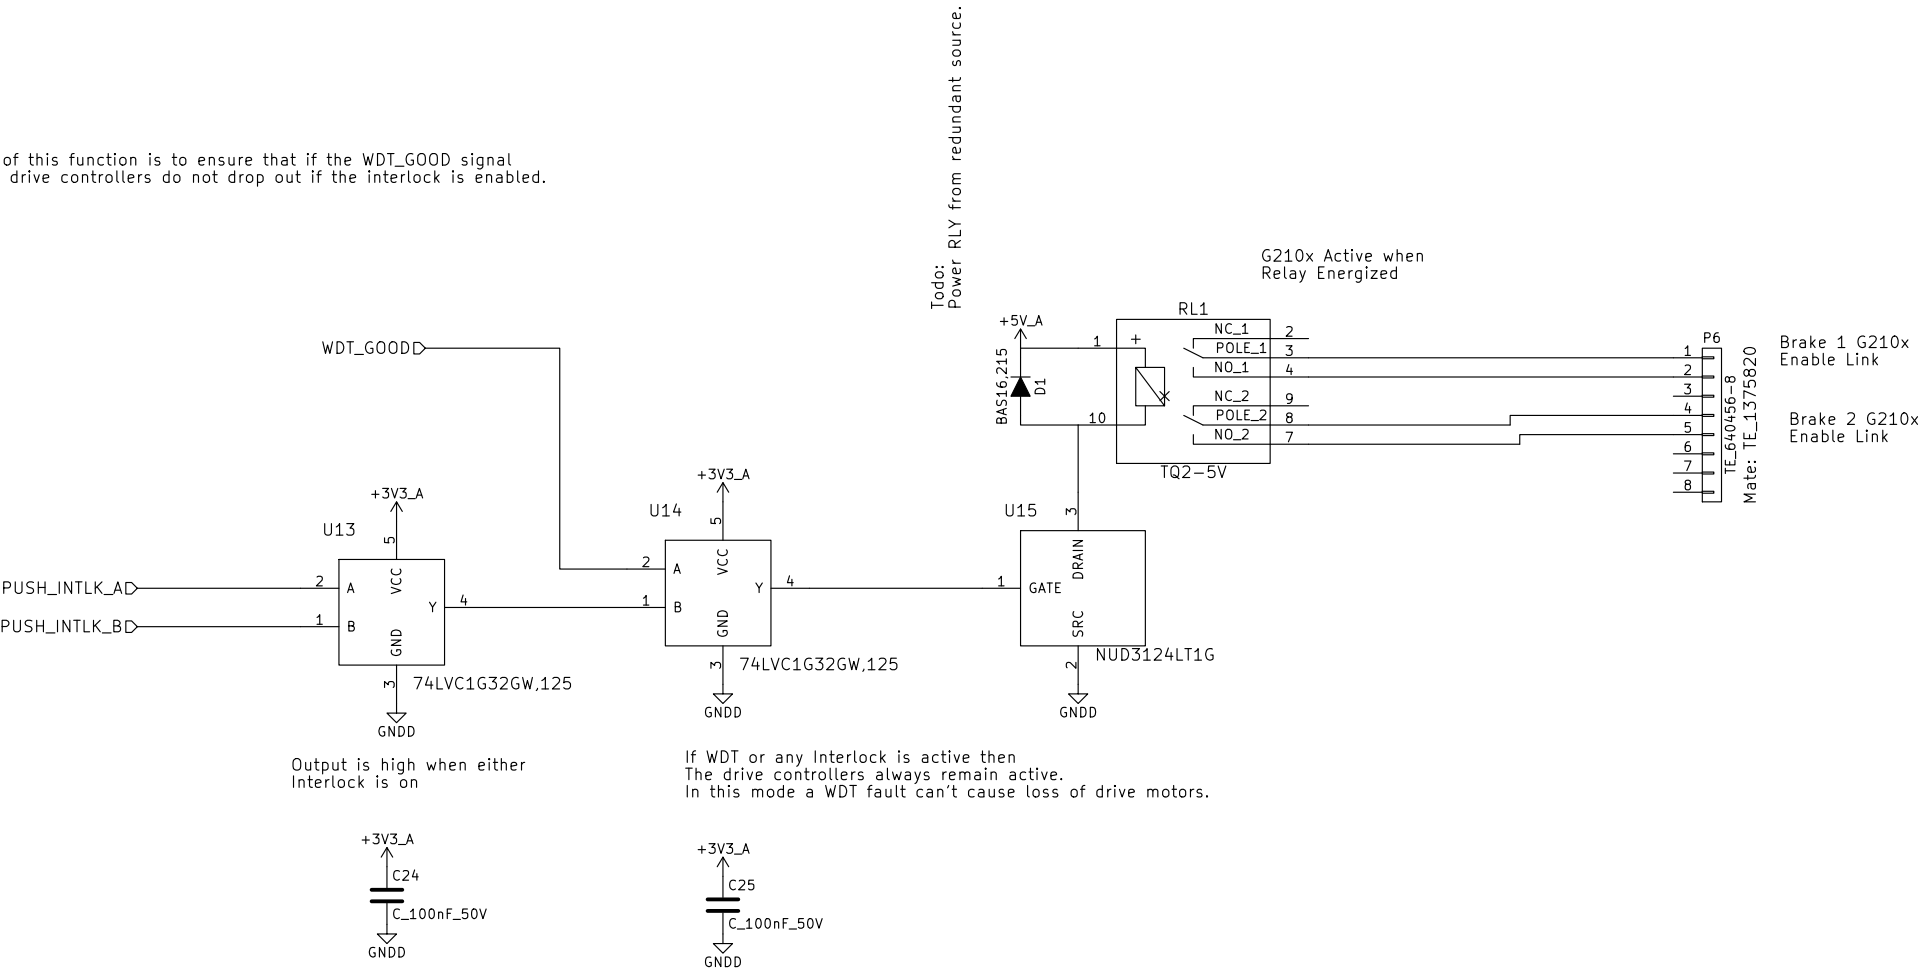 of this function is to ensure that if the WDT_GOOD signal
drive controllers do not drop out if the interlock is enabled.
Todo:
Power RLY from redundant source.
G210x Active when
Relay Energized
RL1
+5V_A
BAS16,215
D1
1
10
+
NC_1
POLE_1
NO_1
NC_2
POLE_2
NO_2
2
3
4
9
8
7
TQ2-5V
P6
1
2
3
4
5
6
7
8
TE_640456-8
Mate: TE_1375820
Brake 1 G210x
Enable Link
Brake 2 G210x
Enable Link
WDT_GOOD
PUSH_INTLK_A
PUSH_INTLK_B
+3V3_A
U13
5
2
1
A
B
VCC
GND
Y
4
3
74LVC1G32GW,125
GNDD
Output is high when either
Interlock is on
+3V3_A
U14
5
2
1
A
B
VCC
GND
Y
4
3
74LVC1G32GW,125
GNDD
U15
3
1
GATE
DRAIN
SRC
2
NUD3124LT1G
GNDD
If WDT or any Interlock is active then
The drive controllers always remain active.
In this mode a WDT fault can't cause loss of drive motors.
+3V3_A
C24
C_100nF_50V
GNDD
+3V3_A
C25
C_100nF_50V
GNDD